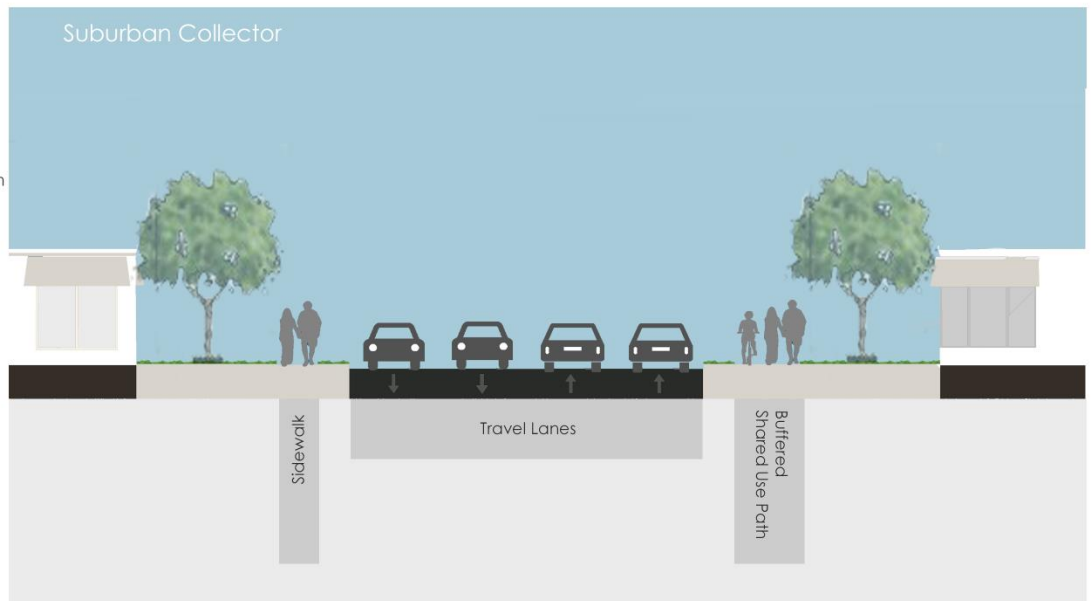 Suburban Collector
Sidewalk
Travel Lanes
Buffered
Shared Use Path